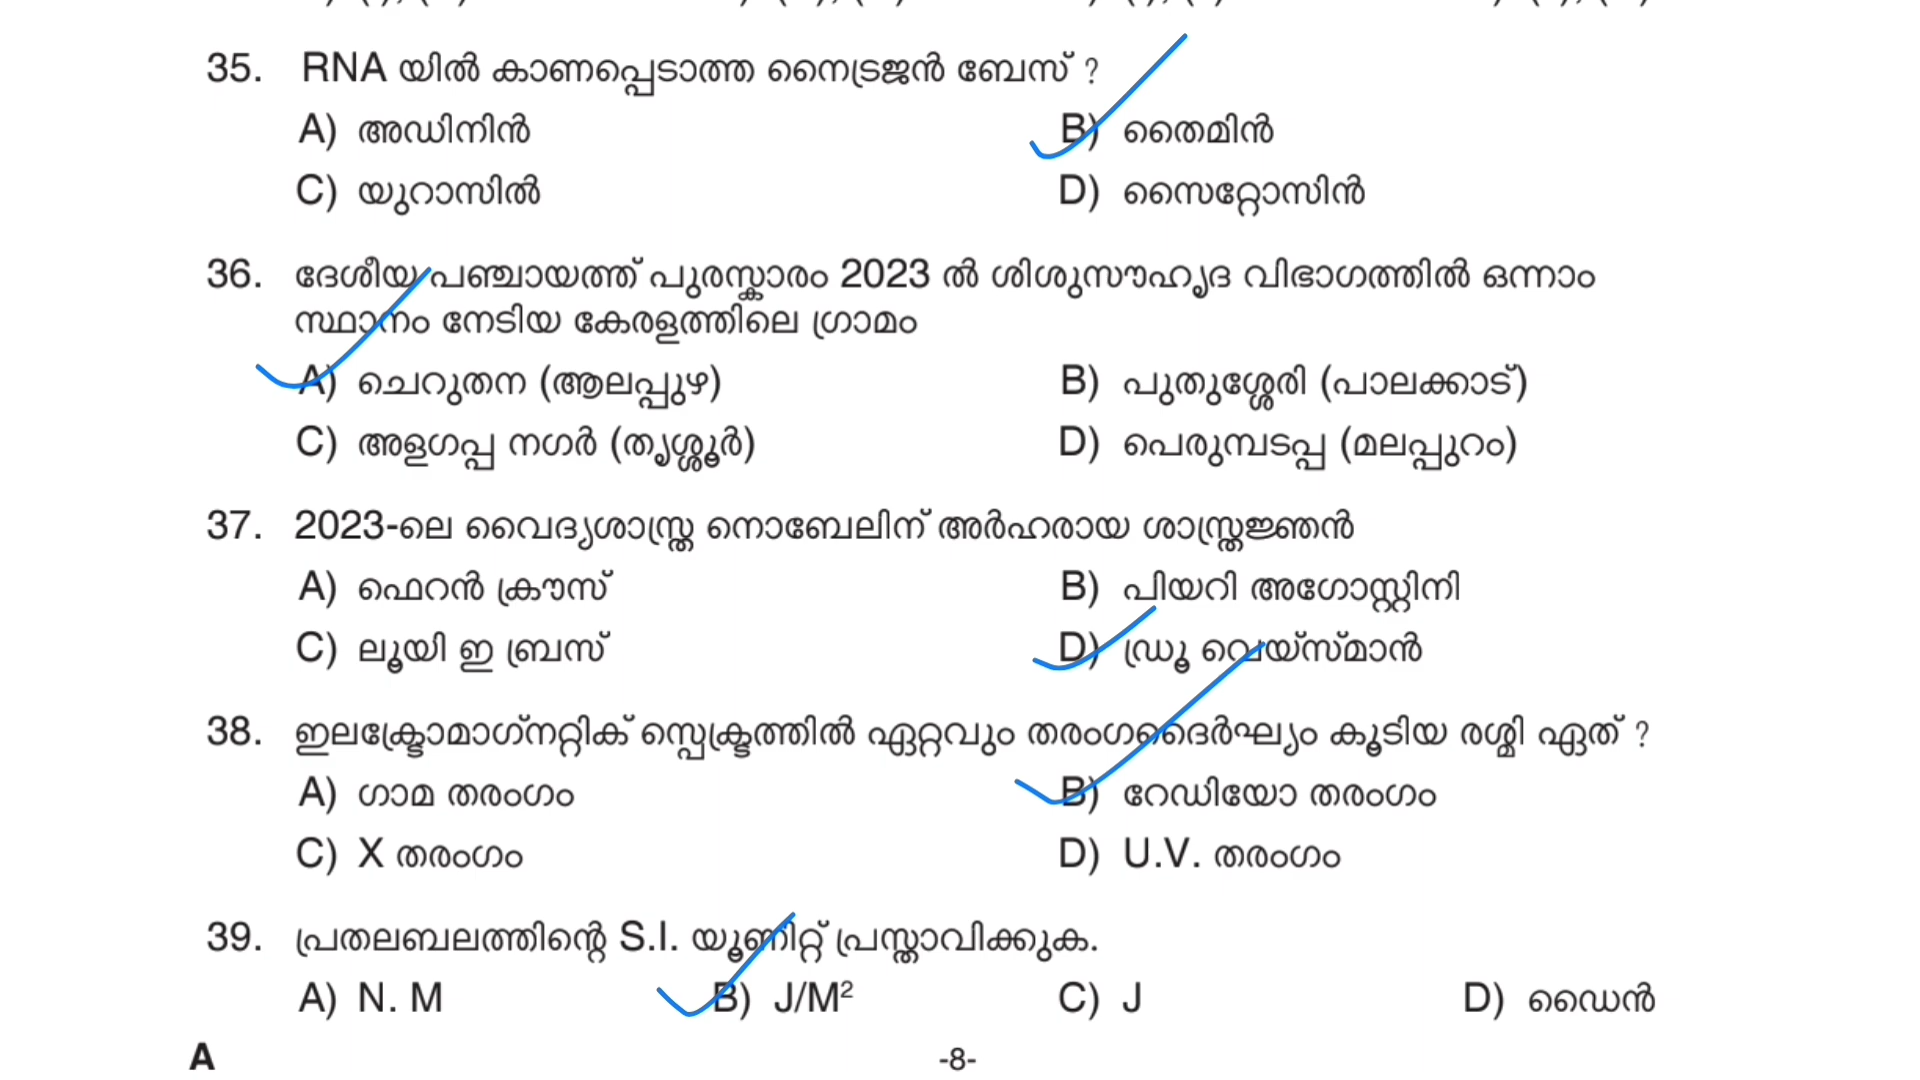 35. RNA യിൽ കാണപ്പെടാത്ത നൈട്രജൻ ബേസ് ?
A) അഡിനിൻ B) തൈമിൻ
C) യുറാസിൽ D) സൈറ്റോസിൻ
36. ദേശീയ പഞ്ചായത്ത് പുരസ്കാരം 2023 ൽ ശിശുസൗഹൃദ വിഭാഗത്തിൽ ഒന്നാം
സ്ഥാനം നേടിയ കേരളത്തിലെ ഗ്രാമം
A) ചെറുതന (ആലപ്പുഴ) B) പുതുശ്ശേരി (പാലക്കാട്)
C) അളഗപ്പ നഗർ (തൃശ്ശൂർ) D) പെരുമ്പടപ്പ (മലപ്പുറം)
37. 2023-ലെ വൈദ്യശാസ്ത്ര നൊബേലിന് അർഹരായ ശാസ്ത്രജ്ഞൻ
A) ഫെറൻ ക്രൗസ് B) പിയറി അഗോസ്റ്റിനി
C) ലൂയി ഇ ബ്രസ് D) ഡ്രൂ വെയ്സ്മാൻ
38. ഇലക്ട്രോമാഗ്നറ്റിക് സ്പെക്ട്രത്തിൽ ഏറ്റവും തരംഗദൈർഘ്യം കൂടിയ രശ്മി ഏത് ?
A) ഗാമ തരംഗം B) റേഡിയോ തരംഗം
C) X തരംഗം D) U.V. തരംഗം
39. പ്രതലബലത്തിന്റെ S.I. യൂണിറ്റ് പ്രസ്താവിക്കുക.
A) N. M B) J/M² C) J D) ഡൈൻ
A -8-